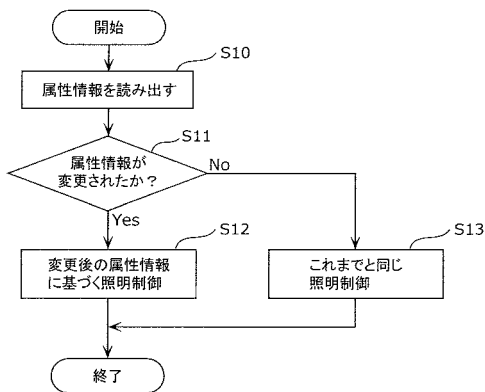 開始
S10
属性情報を読み出す
S11
属性情報が
変更されたか？
No
Yes
S12
変更後の属性情報
に基づく照明制御
S13
これまでと同じ
照明制御
終了